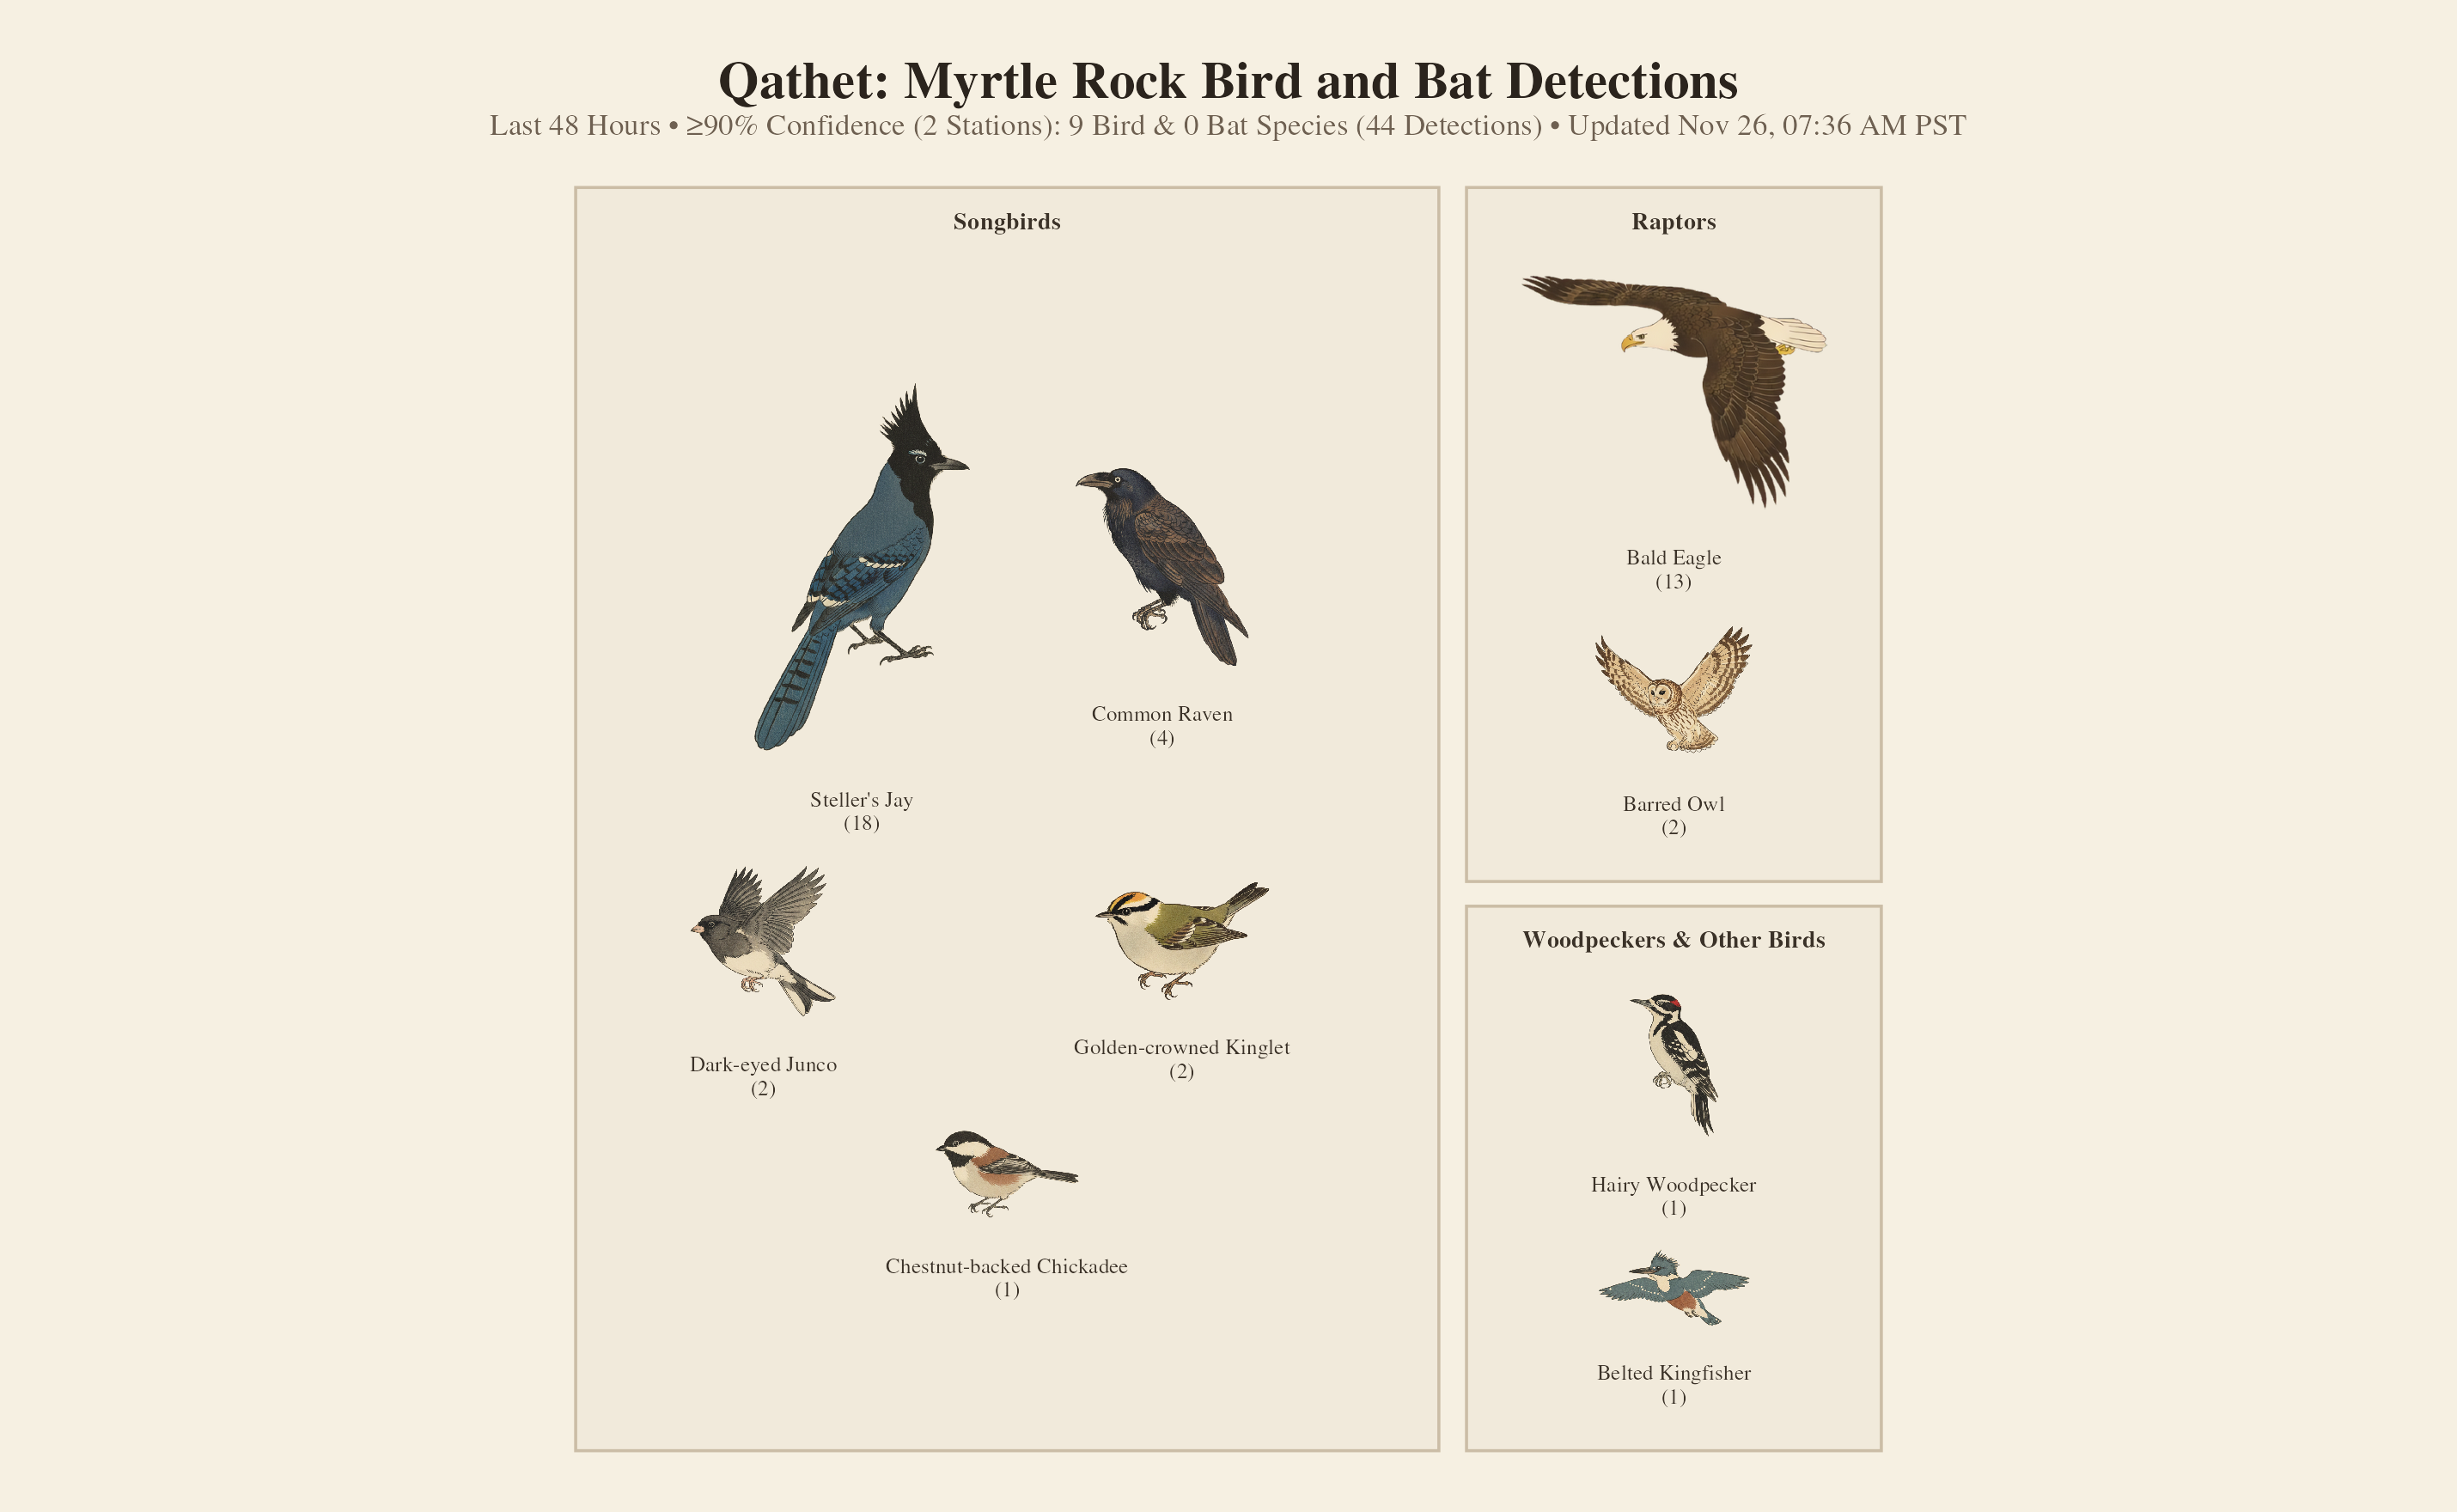 Qathet: Myrtle Rock Bird and Bat Detections
Last 48 Hours • ≥90% Confidence (2 Stations): 9 Bird & 0 Bat Species (44 Detections) • Updated Nov 26, 07:36 AM PST
Songbirds
Steller's Jay
(18)
Common Raven
(4)
Dark-eyed Junco
(2)
Golden-crowned Kinglet
(2)
Chestnut-backed Chickadee
(1)
Raptors
Bald Eagle
(13)
Barred Owl
(2)
Woodpeckers & Other Birds
Hairy Woodpecker
(1)
Belted Kingfisher
(1)